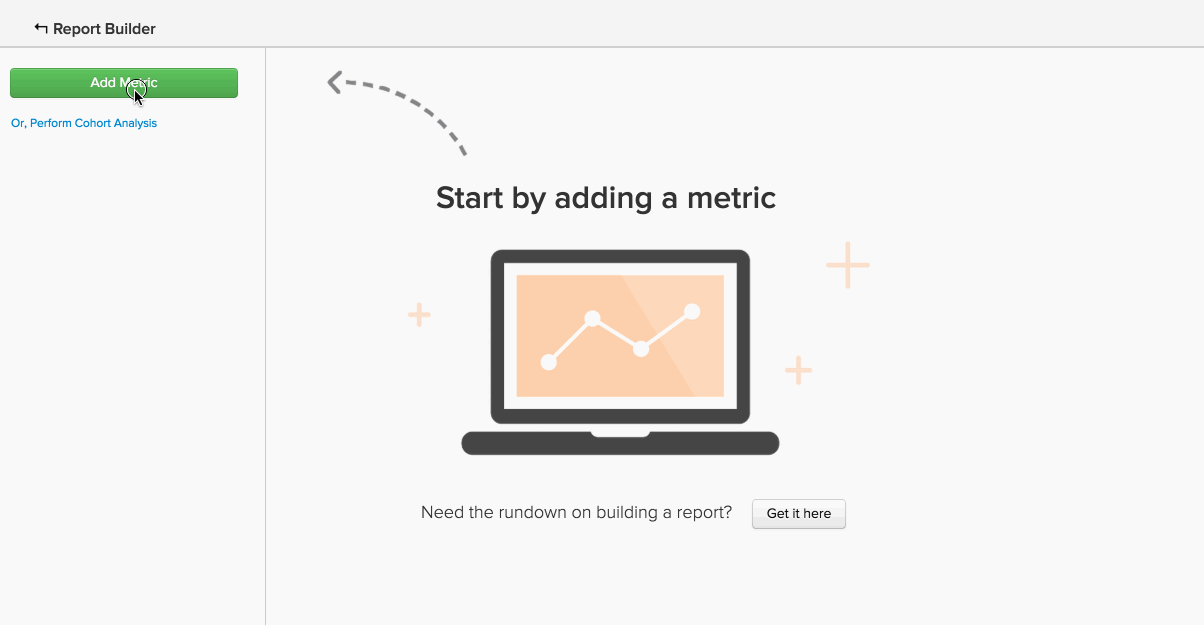 Report Builder
Add Metric
Or, Perform Cohort Analysis
Start by adding a metric
Need the rundown on building a report?
Get it here